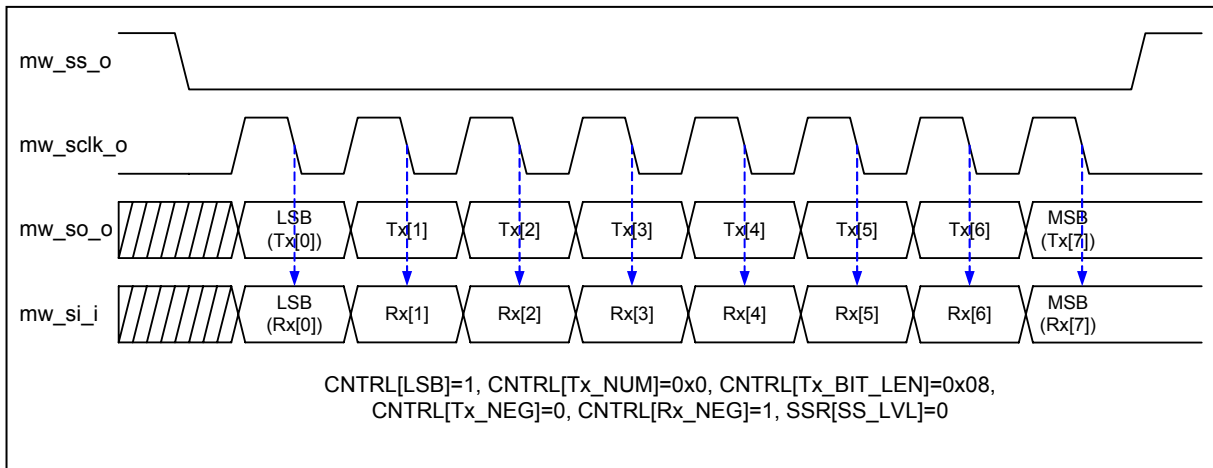 mw_ss_o
mw_sclk_o
mw_so_o
LSB
(Tx[0])
Tx[1]
Tx[2]
Tx[3]
Tx[4]
Tx[5]
Tx[6]
MSB
(Tx[7])
mw_si_i
LSB
(Rx[0])
Rx[1]
Rx[2]
Rx[3]
Rx[4]
Rx[5]
Rx[6]
MSB
(Rx[7])
CNTRL[LSB]=1, CNTRL[Tx_NUM]=0x0, CNTRL[Tx_BIT_LEN]=0x08,
CNTRL[Tx_NEG]=0, CNTRL[Rx_NEG]=1, SSR[SS_LVL]=0